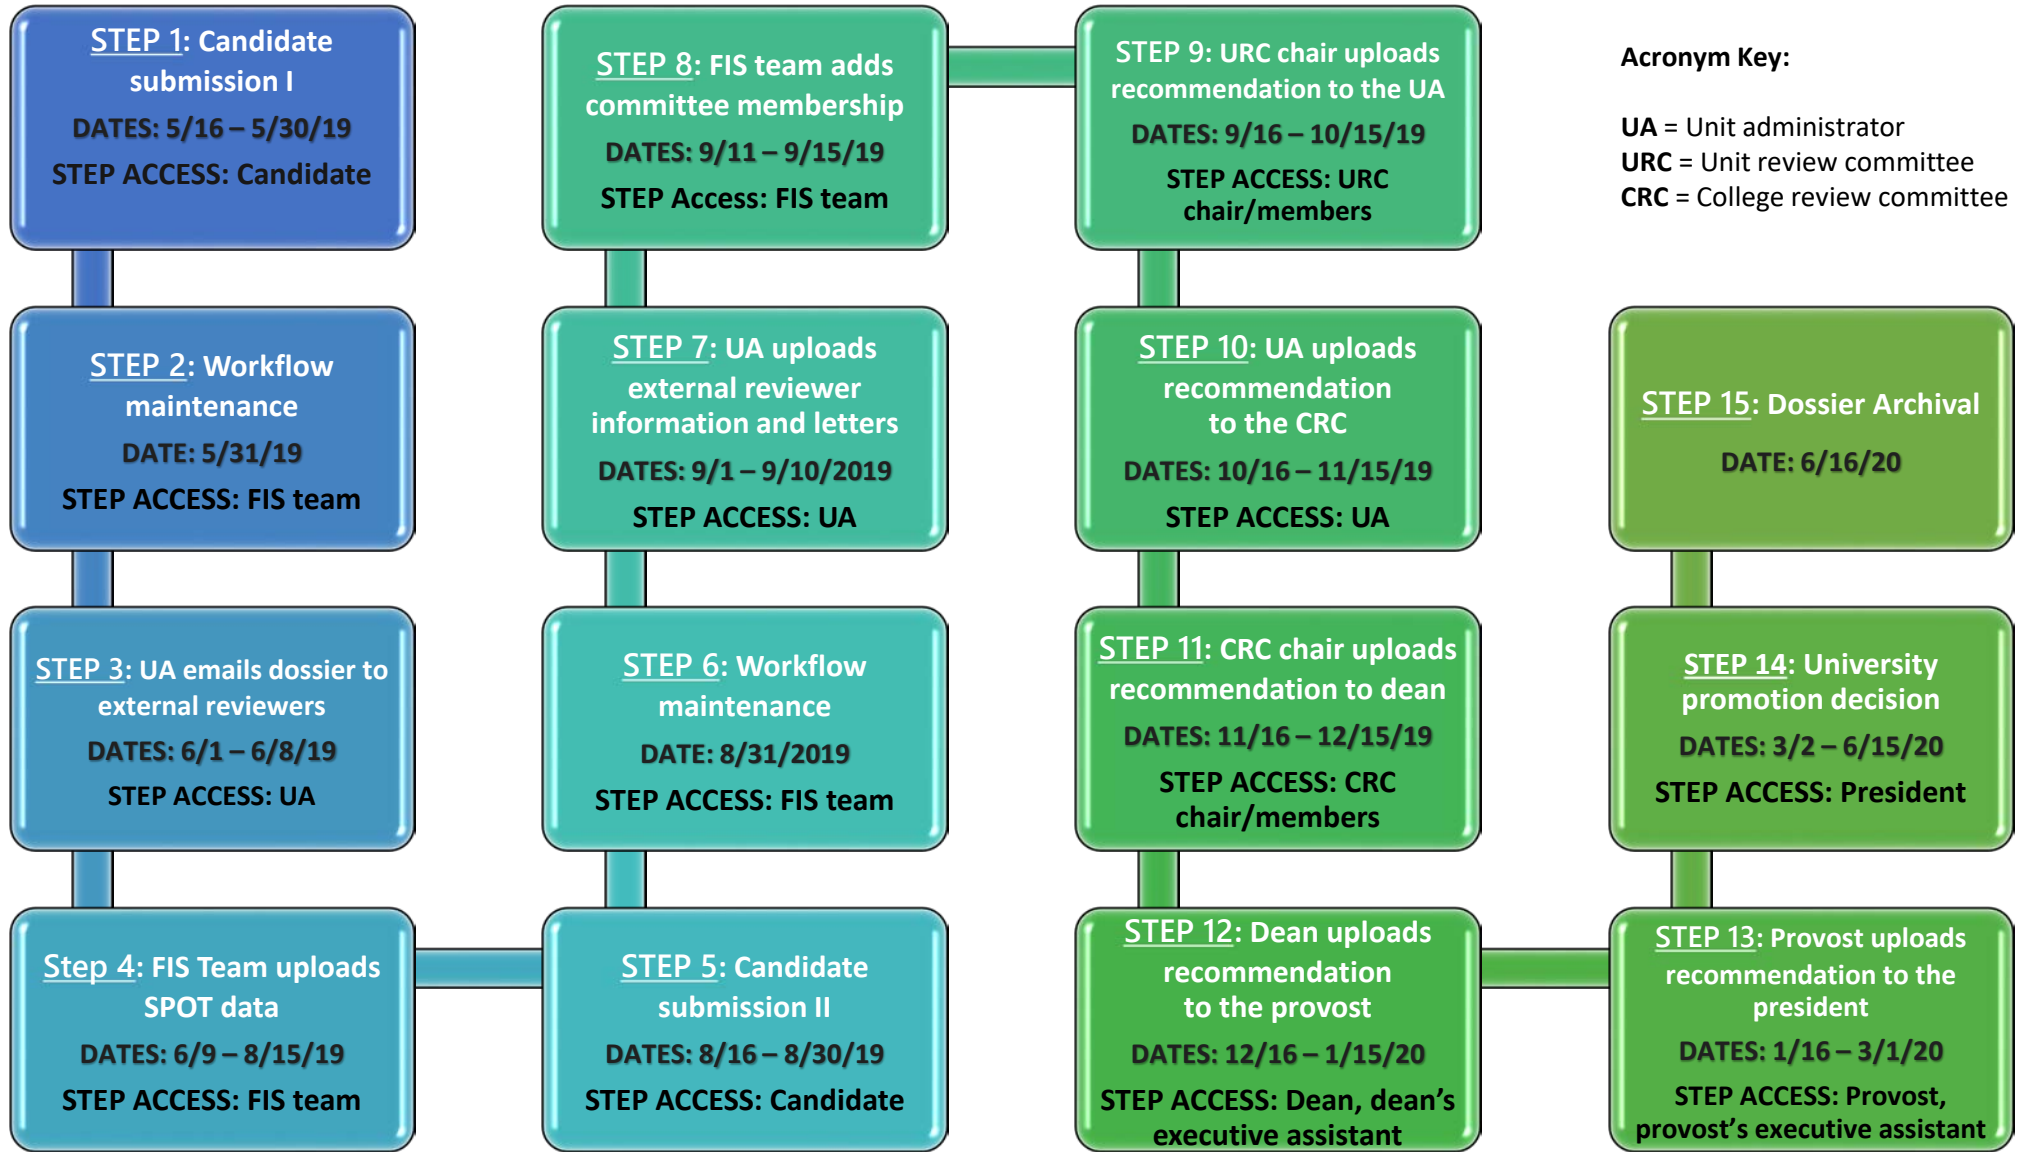 STEP 1: Candidate
submission I
DATES: 5/16 – 5/30/19
STEP ACCESS: Candidate
STEP 2: Workflow
maintenance
DATE: 5/31/19
STEP ACCESS: FIS team
STEP 3: UA emails dossier to
external reviewers
DATES: 6/1 – 6/8/19
STEP ACCESS: UA
Step 4: FIS Team uploads
SPOT data
DATES: 6/9 – 8/15/19
STEP ACCESS: FIS team
STEP 5: Candidate
submission II
DATES: 8/16 – 8/30/19
STEP ACCESS: Candidate
STEP 6: Workflow
maintenance
DATE: 8/31/2019
STEP ACCESS: FIS team
STEP 7: UA uploads
external reviewer
information and letters
DATES: 9/1 – 9/10/2019
STEP ACCESS: UA
STEP 8: FIS team adds
committee membership
DATES: 9/11 – 9/15/19
STEP Access: FIS team
STEP 9: URC chair uploads
recommendation to the UA
DATES: 9/16 – 10/15/19
STEP ACCESS: URC
chair/members
STEP 10: UA uploads
recommendation
to the CRC
DATES: 10/16 – 11/15/19
STEP ACCESS: UA
STEP 11: CRC chair uploads
recommendation to dean
DATES: 11/16 – 12/15/19
STEP ACCESS: CRC
chair/members
STEP 12: Dean uploads
recommendation
to the provost
DATES: 12/16 – 1/15/20
STEP ACCESS: Dean, dean’s
executive assistant
STEP 13: Provost uploads
recommendation to the
president
DATES: 1/16 – 3/1/20
STEP ACCESS: Provost,
provost’s executive assistant
STEP 14: University
promotion decision
DATES: 3/2 – 6/15/20
STEP ACCESS: President
STEP 15: Dossier Archival
DATE: 6/16/20
Acronym Key:
UA = Unit administrator
URC = Unit review committee
CRC = College review committee